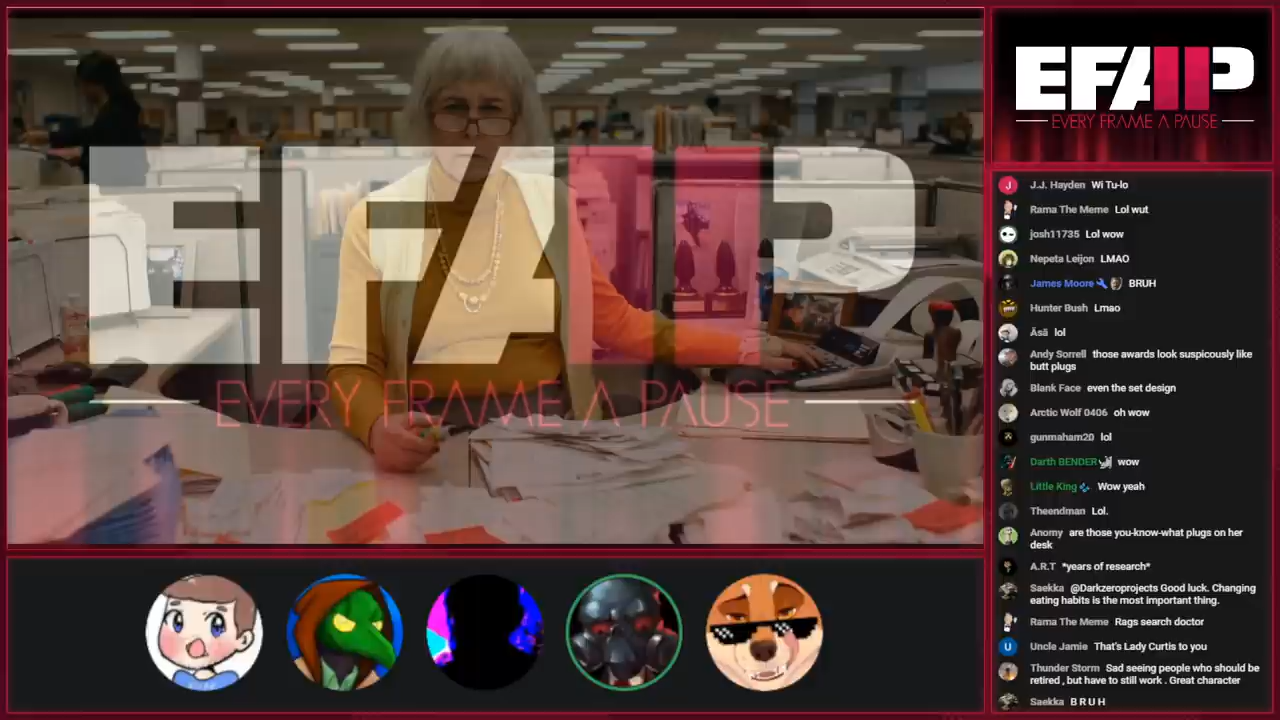 EFAP
EVERY FRAME A PAUSE
EFAP
EVERY FRAME A PAUSE
J
J.J. Hayden Wi Tu-lo
Rama The Meme Lol wut
josh11735 Lol wow
Nepeta Leijon LMAO
James Moore BRUH
Hunter Bush Lmao
Äsä lol
Andy Sorrell those awards look suspicously like
butt plugs
Blank Face even the set design
Arctic Wolf 0406 oh wow
gunmaham20 lol
Darth BENDER wow
Little King Wow yeah
Theendman Lol.
Anomy are those you-know-what plugs on her
desk
A.R.T *years of research*
Saekka @Darkzeroprojects Good luck. Changing
eating habits is the most important thing.
Rama The Meme Rags search doctor
U
Uncle Jamie That's Lady Curtis to you
Thunder Storm Sad seeing people who should be
retired , but have to still work . Great character
Saekka B R U H